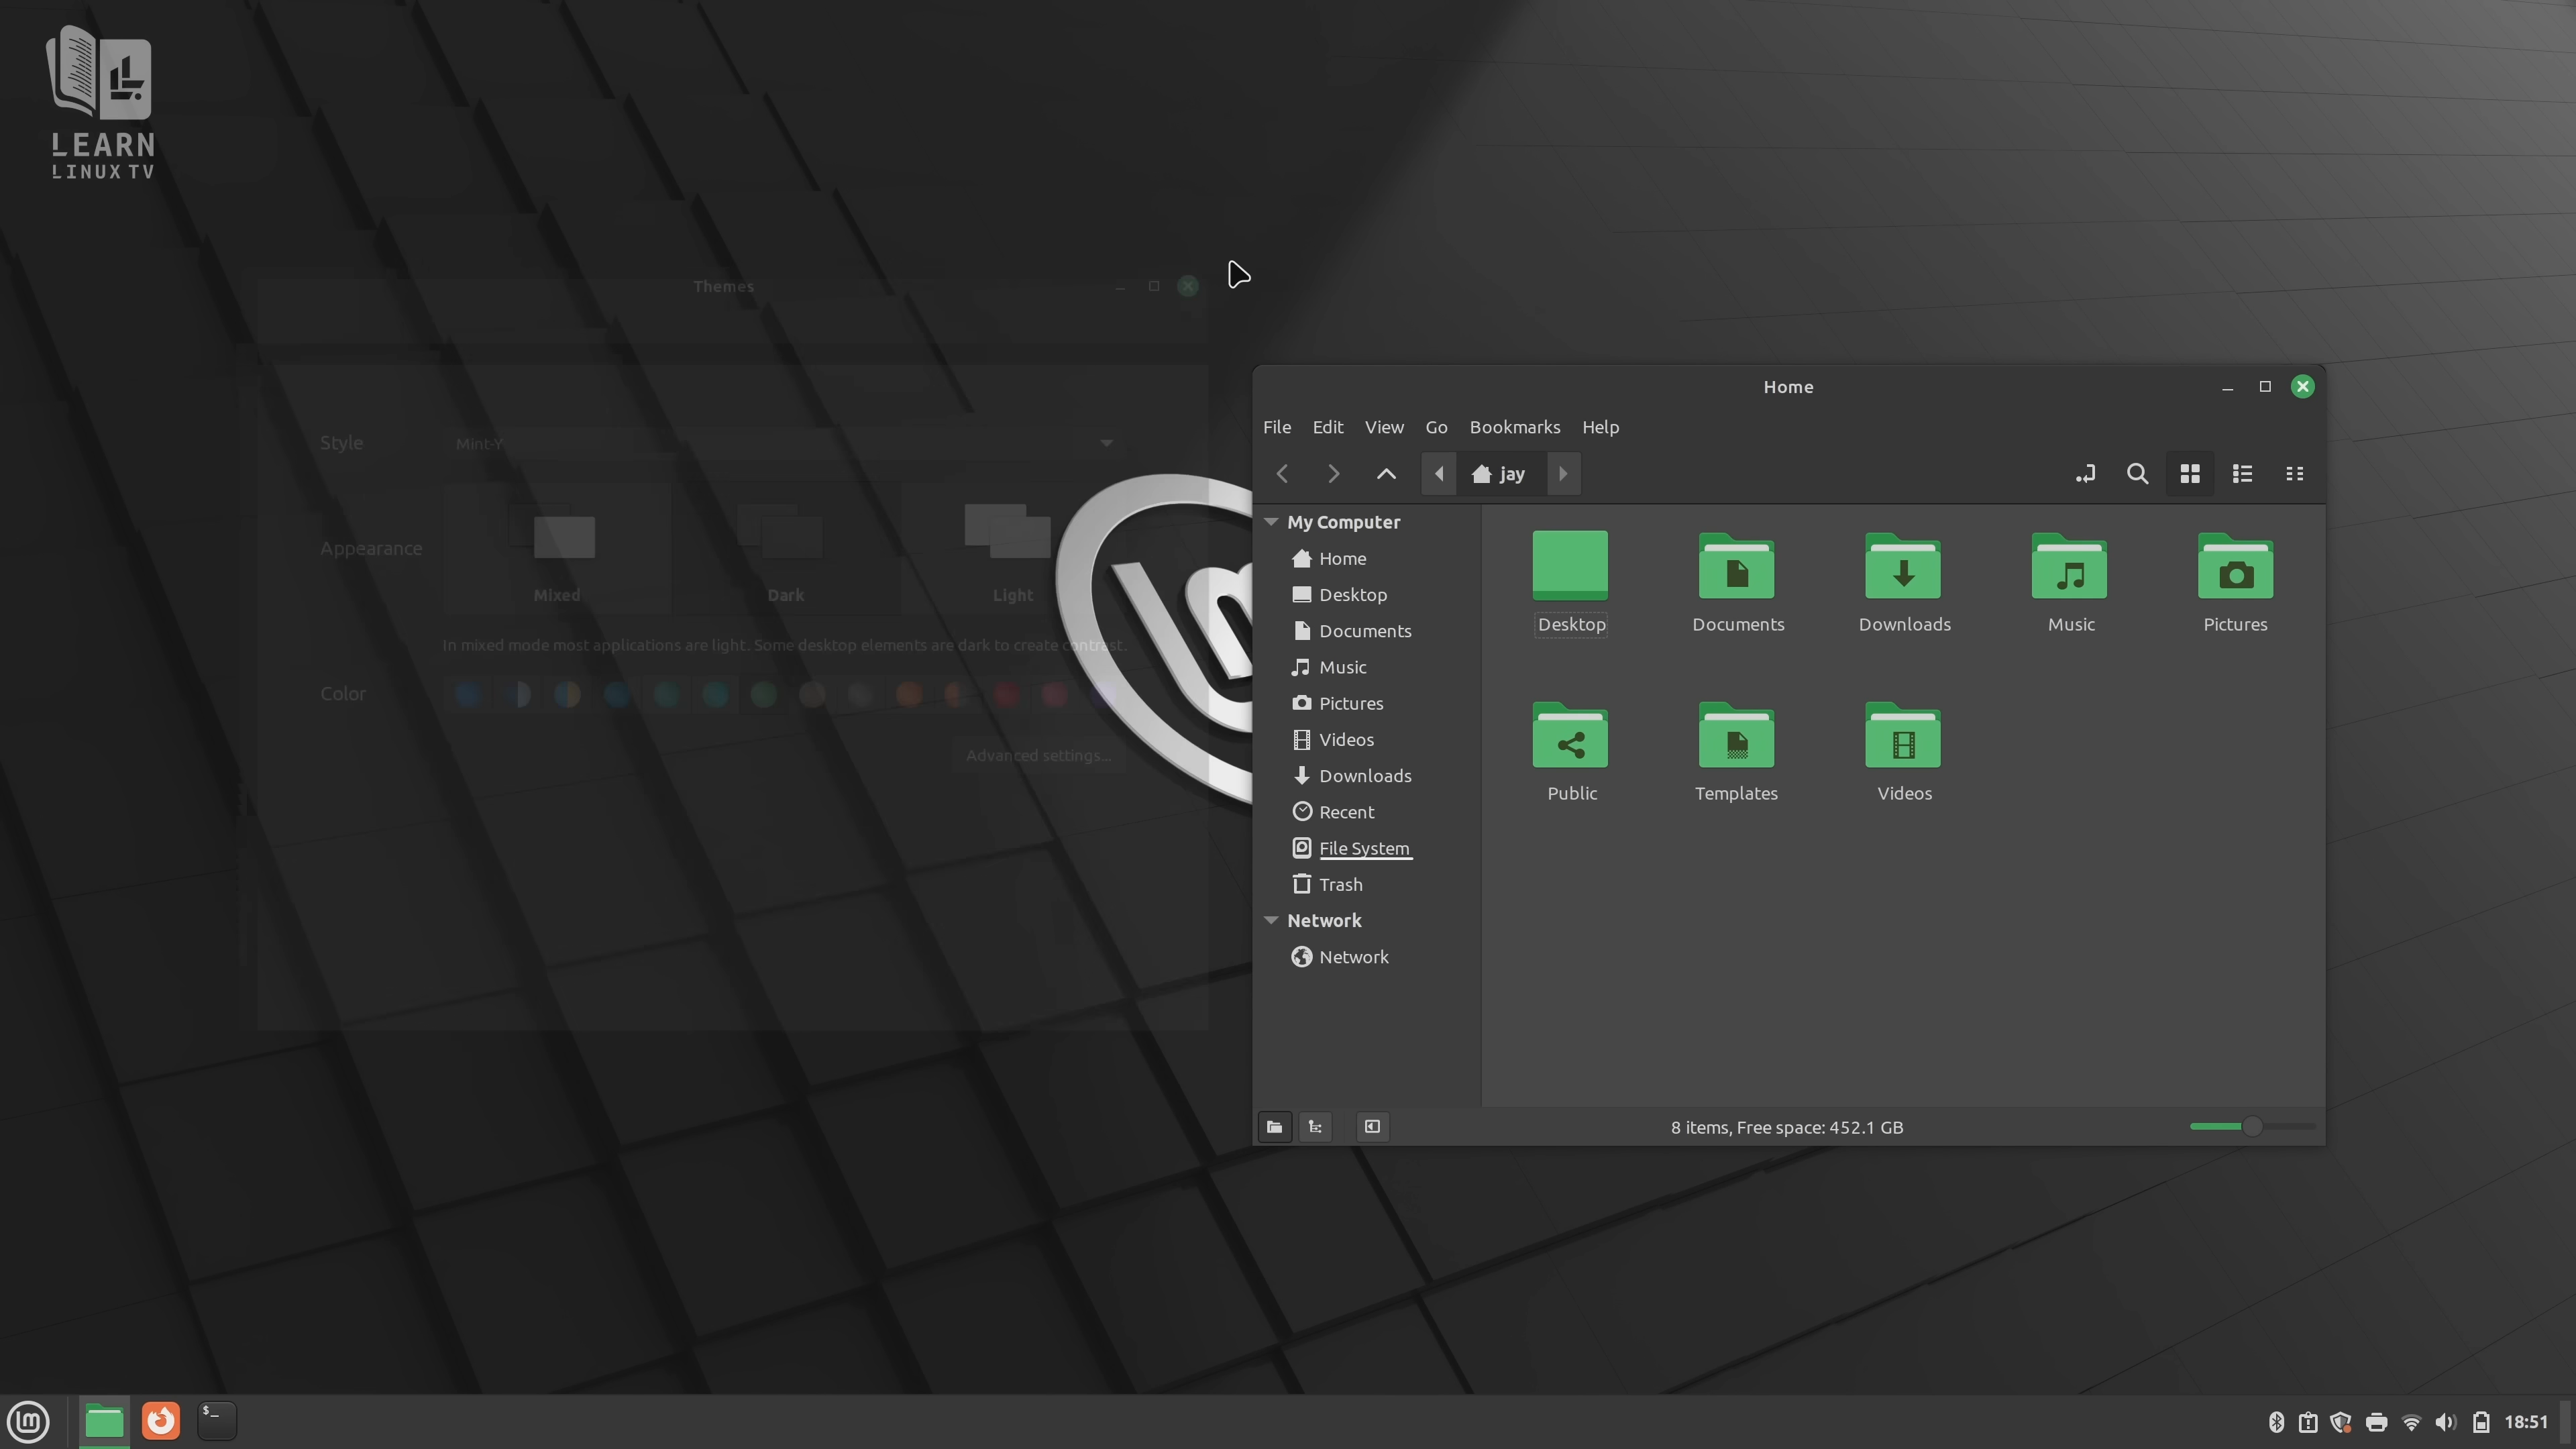 LEARN
LINUX TV
Themes
Style
Mint-Y
Appearance
Mixed
Dark
Light
In mixed mode most applications are light. Some desktop elements are dark to create contrast.
Color
Advanced settings...
Home
File Edit View Go Bookmarks Help
jay
My Computer
Home
Desktop
Documents
Music
Pictures
Videos
Downloads
Recent
File System
Trash
Network
Network
Desktop
Documents
Downloads
Music
Pictures
Public
Templates
Videos
8 items, Free space: 452.1 GB
$_
18:51